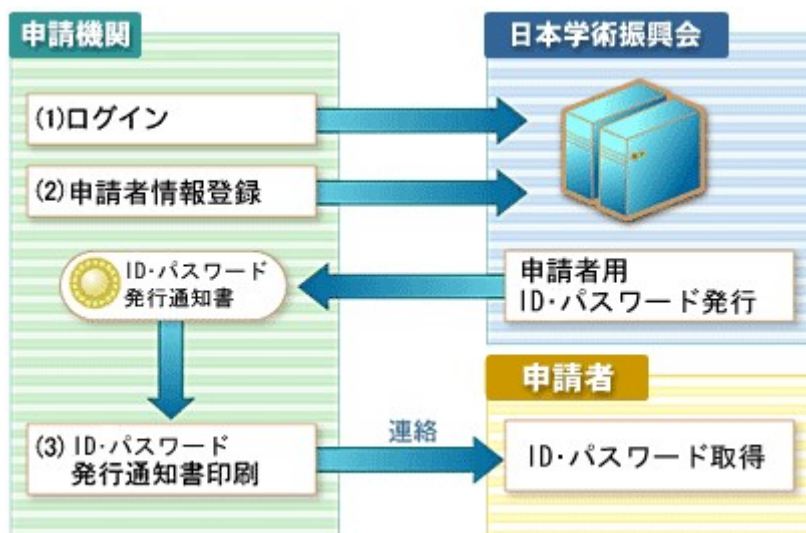 申請機関
日本学術振興会
(1)ログイン
(2)申請者情報登録
ID・パスワード
発行通知書
申請者用
ID・パスワード発行
申請者
(3) ID・パスワード
発行通知書印刷
連絡
ID・パスワード取得